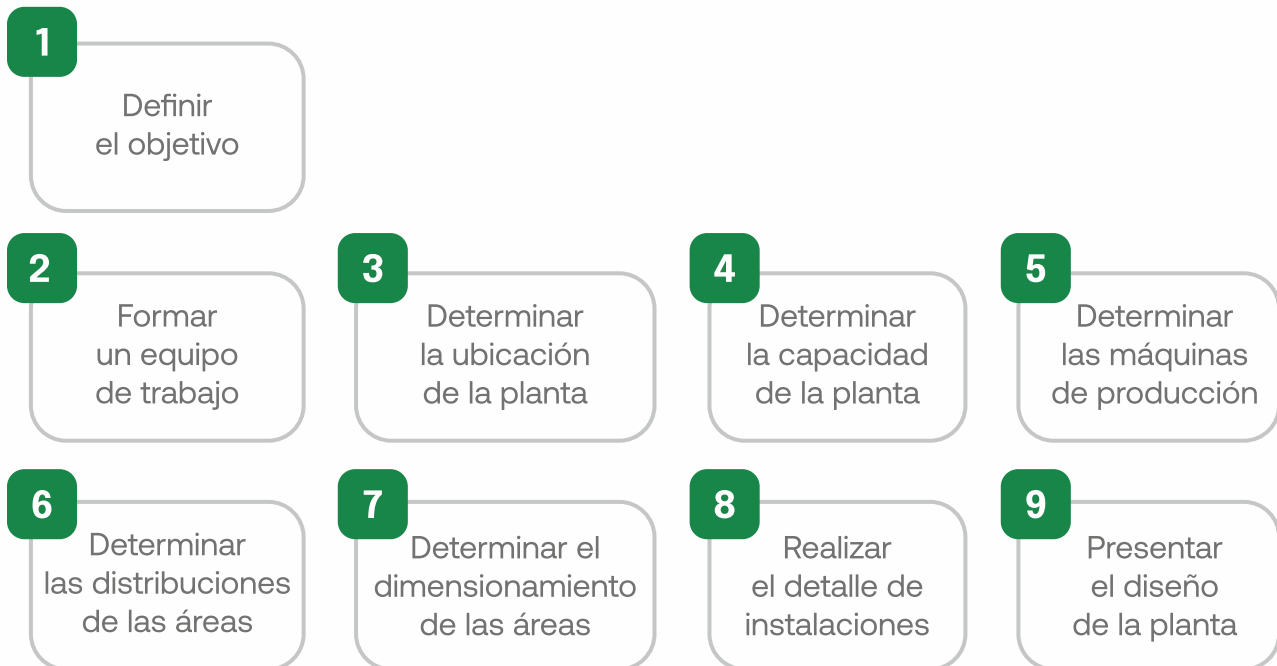 1
Definir
el objetivo
2
Formar
un equipo
de trabajo
3
Determinar
la ubicación
de la planta
4
Determinar
la capacidad
de la planta
5
Determinar
las máquinas
de producción
6
Determinar
las distribuciones
de las áreas
7
Determinar el
dimensionamiento
de las áreas
8
Realizar
el detalle de
instalaciones
9
Presentar
el diseño
de la planta